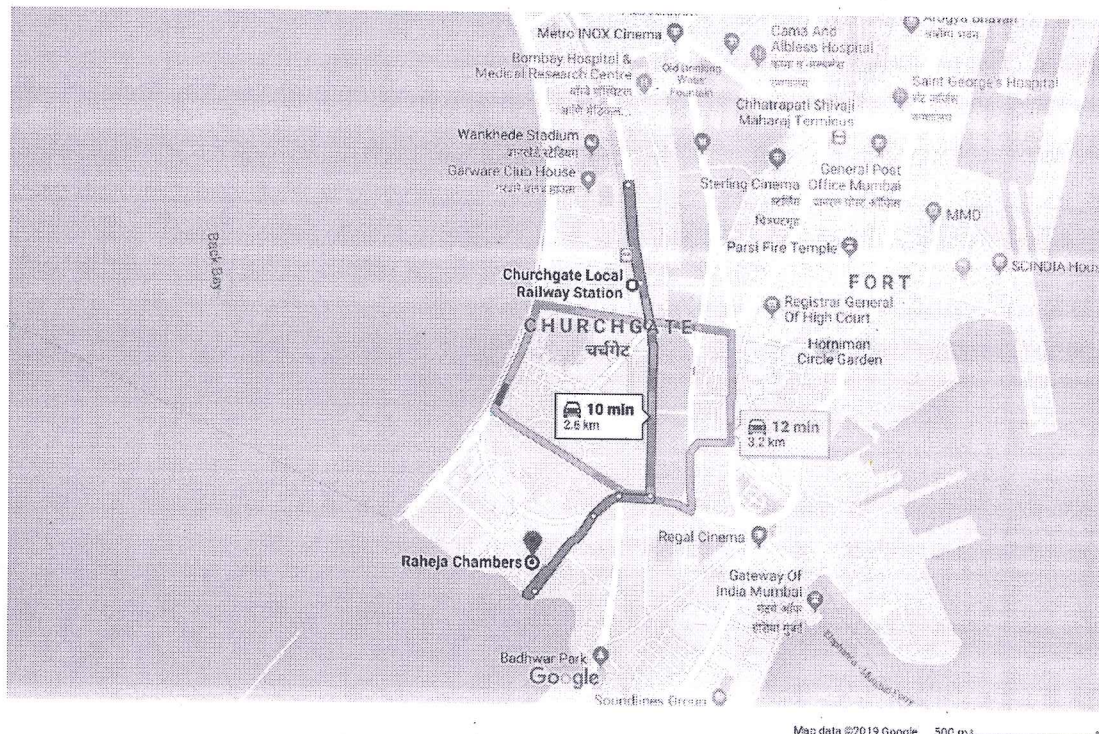 Metro INOX Cinema
Cama And
Albless Hospital
Arogya Bhavan
Bombay Hospital &
Medical Research Centre
Old Drinking
Water
Fountain
Saint George's Hospital
Chhatrapati Shivaji
Maharaj Terminus
Wankhede Stadium
Garware Club House
General Post
Office Mumbai
Sterling Cinema
MMD
Parsi Fire Temple
SCINDIA Hous
FORT
Back Bay
Churchgate Local
Railway Station
Registrar General
Of High Court
CHURCHGATE
चर्चगेट
Horniman
Circle Garden
10 min
2.6 km
12 min
3.2 km
Regal Cinema
Raheja Chambers
Gateway Of
India Mumbai
Badhwar Park
Google
Soundlines Group
Map data ©2019 Google 500 m